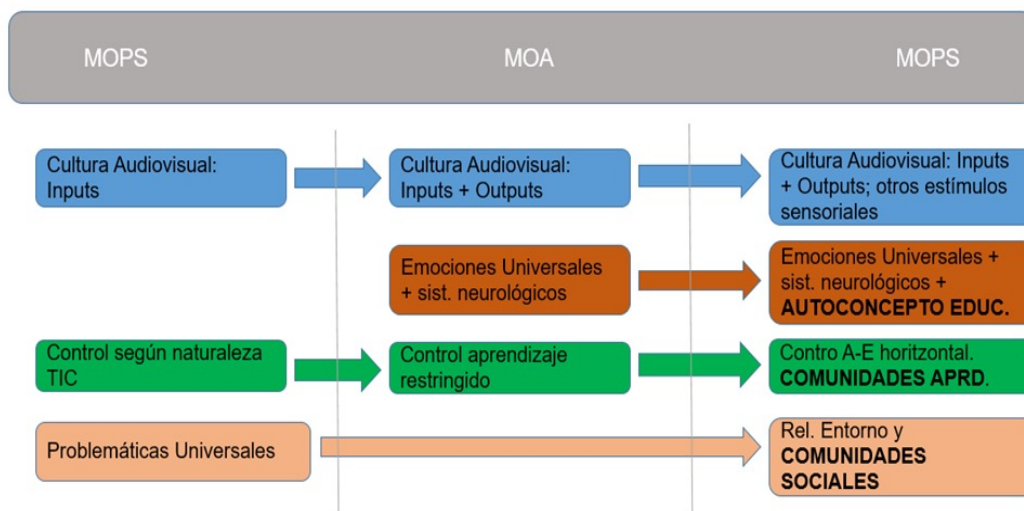 MOPS
MOA
MOPS
Cultura Audiovisual:
Inputs
Cultura Audiovisual:
Inputs + Outputs
Cultura Audiovisual: Inputs
+ Outputs; otros estímulos
sensoriales
Emociones Universales
+ sist. neurológicos
Emociones Universales +
sist. neurológicos +
AUTOCONCEPTO EDUC.
Control según naturaleza
TIC
Control aprendizaje
restringido
Contro A-E horitzontal.
COMUNIDADES APRD.
Problemáticas Universales
Rel. Entorno y
COMUNIDADES
SOCIALES